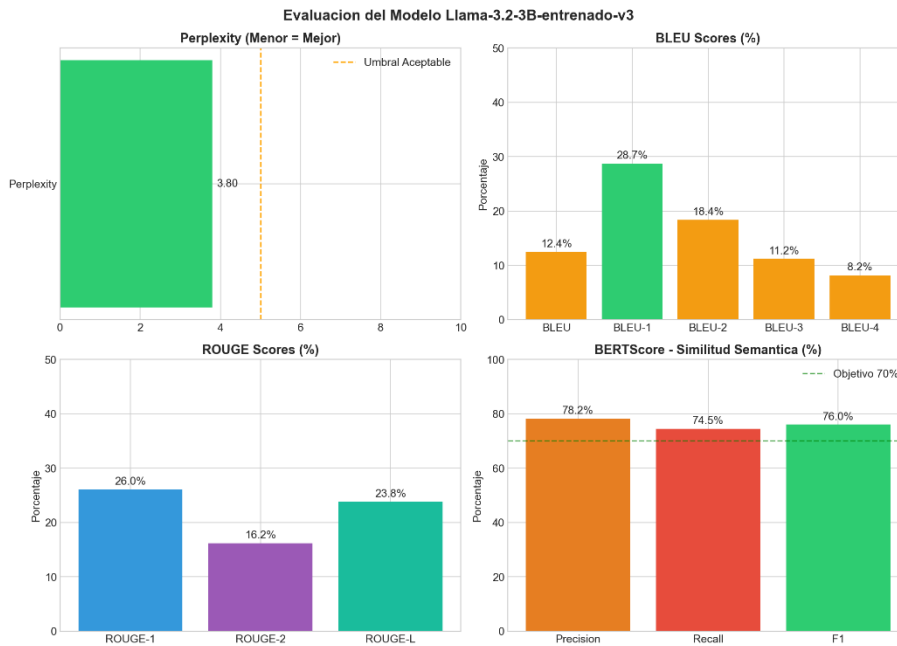 Evaluacion del Modelo Llama-3.2-3B-entrenado-v3
Perplexity (Menor = Mejor)
Umbral Aceptable
Perplexity
3.80
0 2 4 6 8 10
BLEU Scores (%)
Porcentaje
50
40
30
20
10
0
12.4%
28.7%
18.4%
11.2%
8.2%
BLEU BLEU-1 BLEU-2 BLEU-3 BLEU-4
ROUGE Scores (%)
Porcentaje
50
40
30
20
10
0
26.0%
16.2%
23.8%
ROUGE-1 ROUGE-2 ROUGE-L
BERTScore - Similitud Semantica (%)
Objetivo 70%
Porcentaje
100
80
60
40
20
0
78.2%
74.5%
76.0%
Precision Recall F1